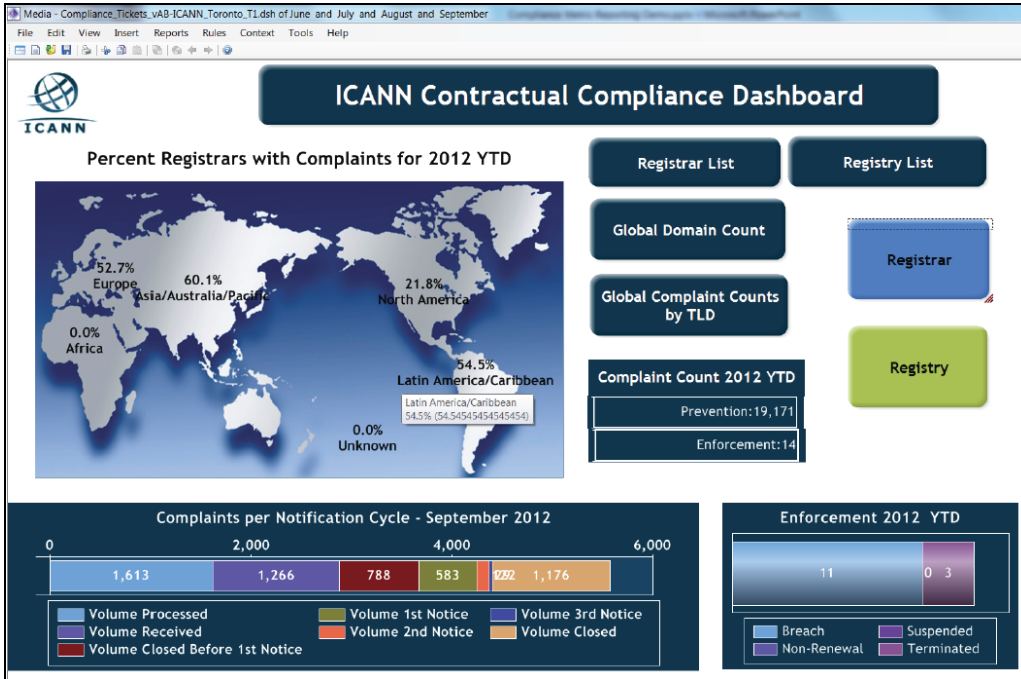 Media - Compliance_Tickets_vAB-ICANN_Toronto_T1.dsh of June and July and August and September
File Edit View Insert Reports Rules Context Tools Help
ICANN
ICANN Contractual Compliance Dashboard
Percent Registrars with Complaints for 2012 YTD
Registrar List
Registry List
Global Domain Count
Global Complaint Counts
by TLD
Registrar
Registry
52.7%
Europe
60.1%
Asia/Australia/Pacific
21.8%
North America
0.0%
Africa
54.5%
Latin America/Caribbean
Latin America/Caribbean
54.5% (54.54545454545454)
0.0%
Unknown
Complaint Count 2012 YTD
Prevention:19,171
Enforcement:14
Complaints per Notification Cycle - September 2012
0 2,000 4,000 6,000
1,613 1,266 788 583 1,176
Volume Processed
Volume 1st Notice
Volume 3rd Notice
Volume Received
Volume 2nd Notice
Volume Closed
Volume Closed Before 1st Notice
Enforcement 2012 YTD
11 0 3
Breach
Suspended
Non-Renewal
Terminated